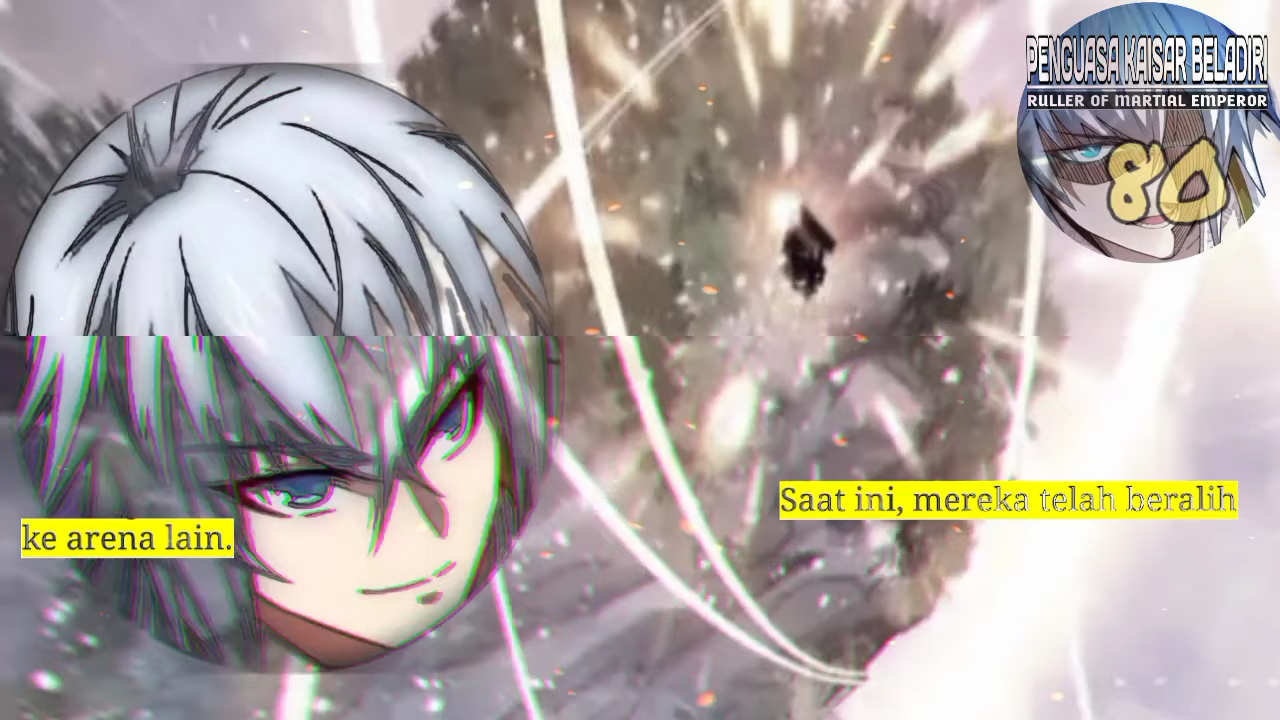 PENGUASA KAISAR BELADIRI
RULLER OF MARTIAL EMPEROR
80
Saat ini, mereka telah beralih
ke arena lain.